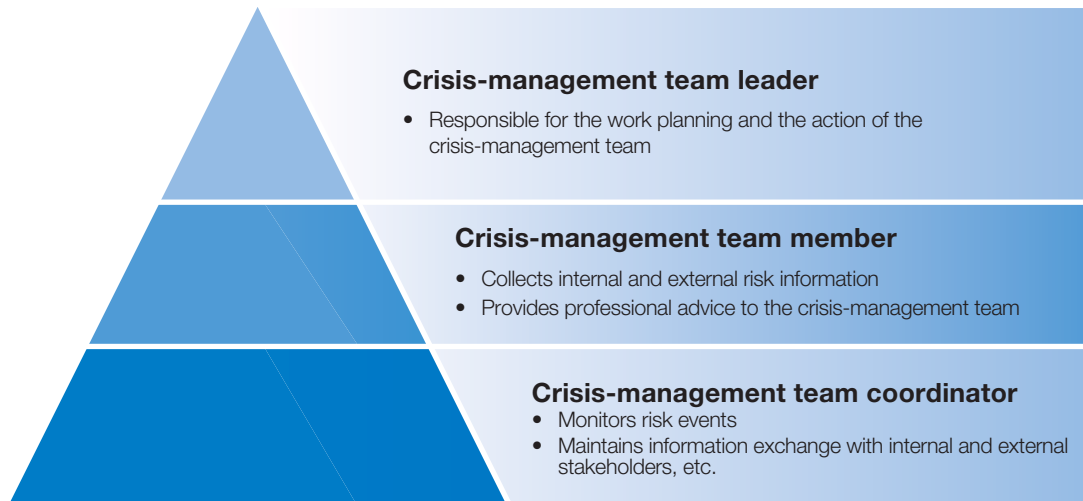 Crisis-management team leader
• Responsible for the work planning and the action of the
crisis-management team
Crisis-management team member
• Collects internal and external risk information
• Provides professional advice to the crisis-management team
Crisis-management team coordinator
• Monitors risk events
• Maintains information exchange with internal and external
stakeholders, etc.